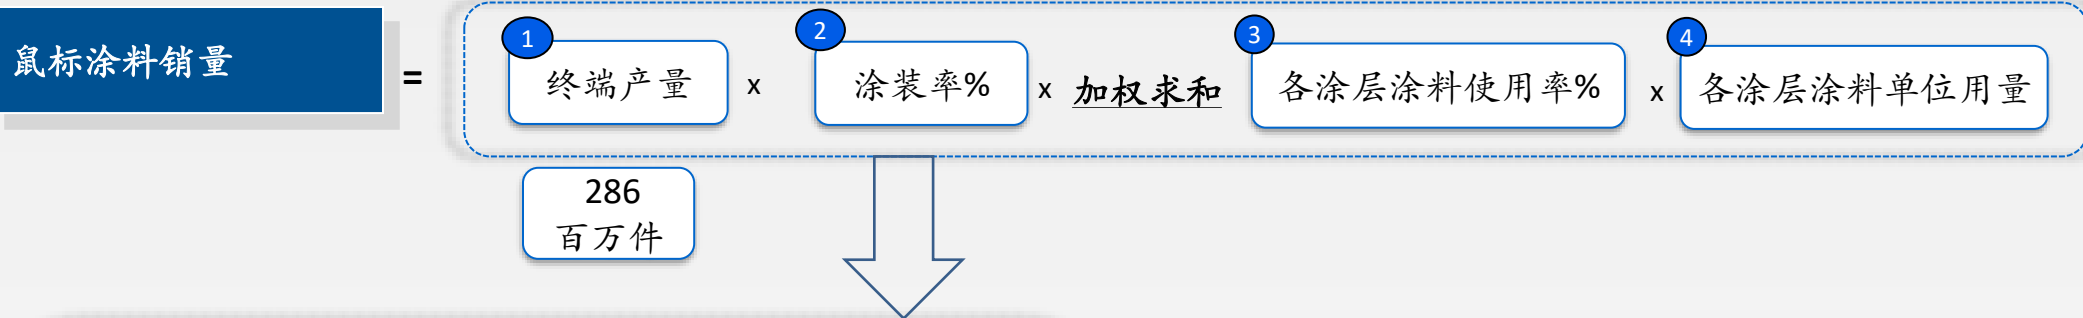 鼠标涂料销量
=
1
终端产量
x
2
涂装率%
x
加权求和
3
各涂层涂料使用率%
x
4
各涂层涂料单位用量
286
百万件